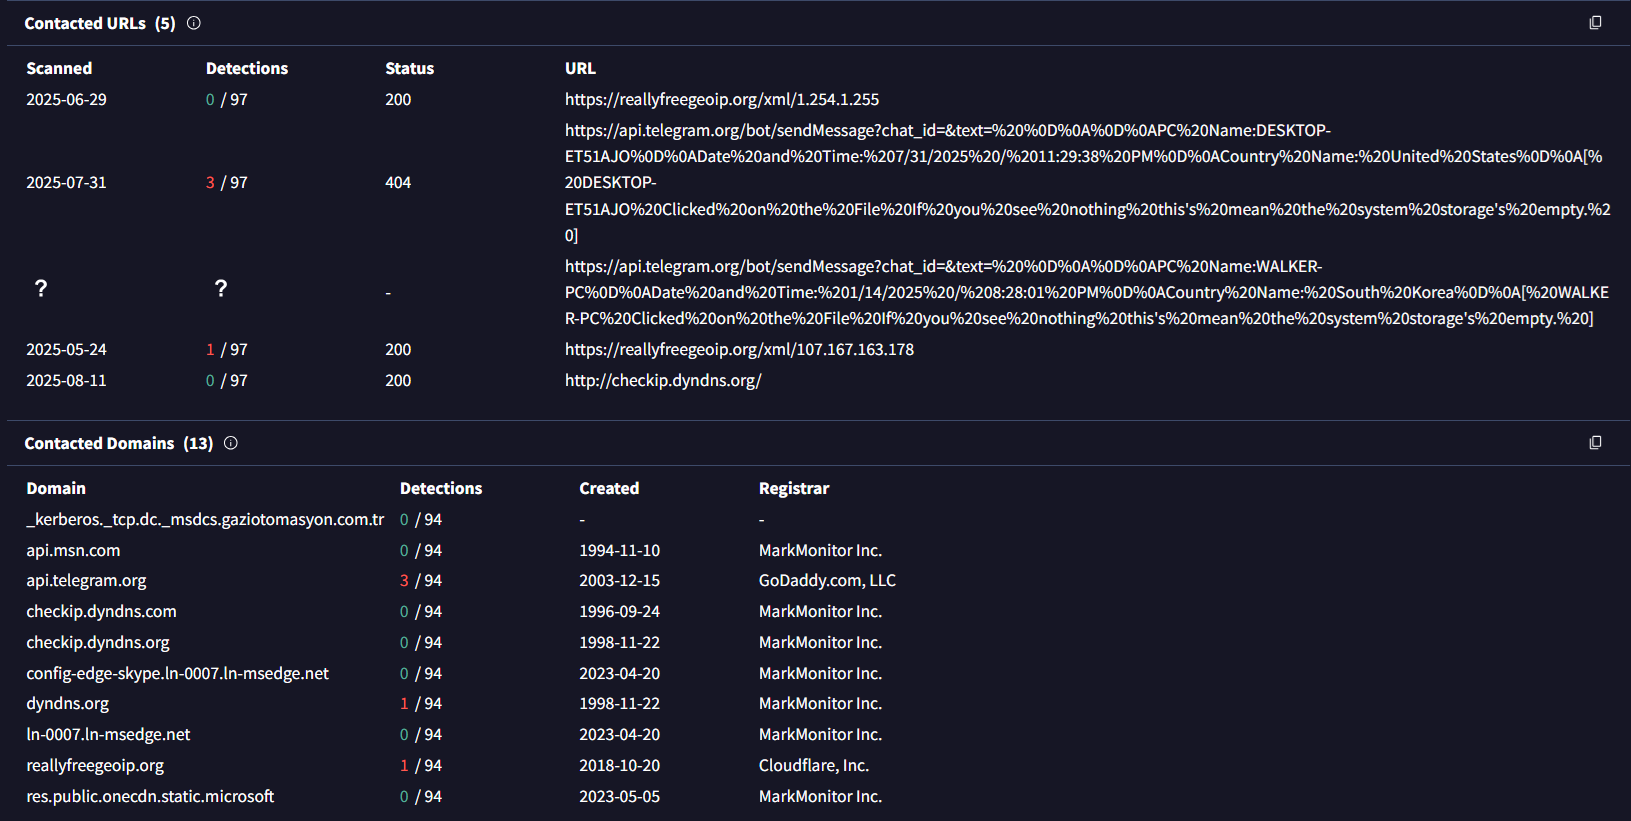 Contacted URLs (5)
Scanned Detections Status URL
2025-06-29 0 / 97 200 https://reallyfreegeoip.org/xml/1.254.1.255
https://api.telegram.org/bot/sendMessage?chat_id=&text=%20%0D%0A%0D%0APC%20Name:DESKTOP-
ET51AJO%0D%0ADate%20and%20Time:%207/31/2025%20/%2011:29:38%20PM%0D%0ACountry%20Name:%20United%20States%0D%0A[%
2025-07-31 3 / 97 404 20DESKTOP-
ET51AJO%20Clicked%20on%20the%20File%20If%20you%20see%20nothing%20this's%20mean%20the%20system%20storage's%20empty.%2
0]
https://api.telegram.org/bot/sendMessage?chat_id=&text=%20%0D%0A%0D%0APC%20Name:WALKER-
? ? - PC%0D%0ADate%20and%20Time:%201/14/2025%20/%208:28:01%20PM%0D%0ACountry%20Name:%20South%20Korea%0D%0A[%20WALKE
R-PC%20Clicked%20on%20the%20File%20If%20you%20see%20nothing%20this's%20mean%20the%20system%20storage's%20empty.%20]
2025-05-24 1 / 97 200 https://reallyfreegeoip.org/xml/107.167.163.178
2025-08-11 0 / 97 200 http://checkip.dyndns.org/
Contacted Domains (13)
Domain Detections Created Registrar
_kerberos._tcp.dc._msdcs.gaziotomasyon.com.tr 0 / 94 - -
api.msn.com 0 / 94 1994-11-10 MarkMonitor Inc.
api.telegram.org 3 / 94 2003-12-15 GoDaddy.com, LLC
checkip.dyndns.com 0 / 94 1996-09-24 MarkMonitor Inc.
checkip.dyndns.org 0 / 94 1998-11-22 MarkMonitor Inc.
config-edge-skype.ln-0007.ln-msedge.net 0 / 94 2023-04-20 MarkMonitor Inc.
dyndns.org 1 / 94 1998-11-22 MarkMonitor Inc.
ln-0007.ln-msedge.net 0 / 94 2023-04-20 MarkMonitor Inc.
reallyfreegeoip.org 1 / 94 2018-10-20 Cloudflare, Inc.
res.public.onecdn.static.microsoft 0 / 94 2023-05-05 MarkMonitor Inc.